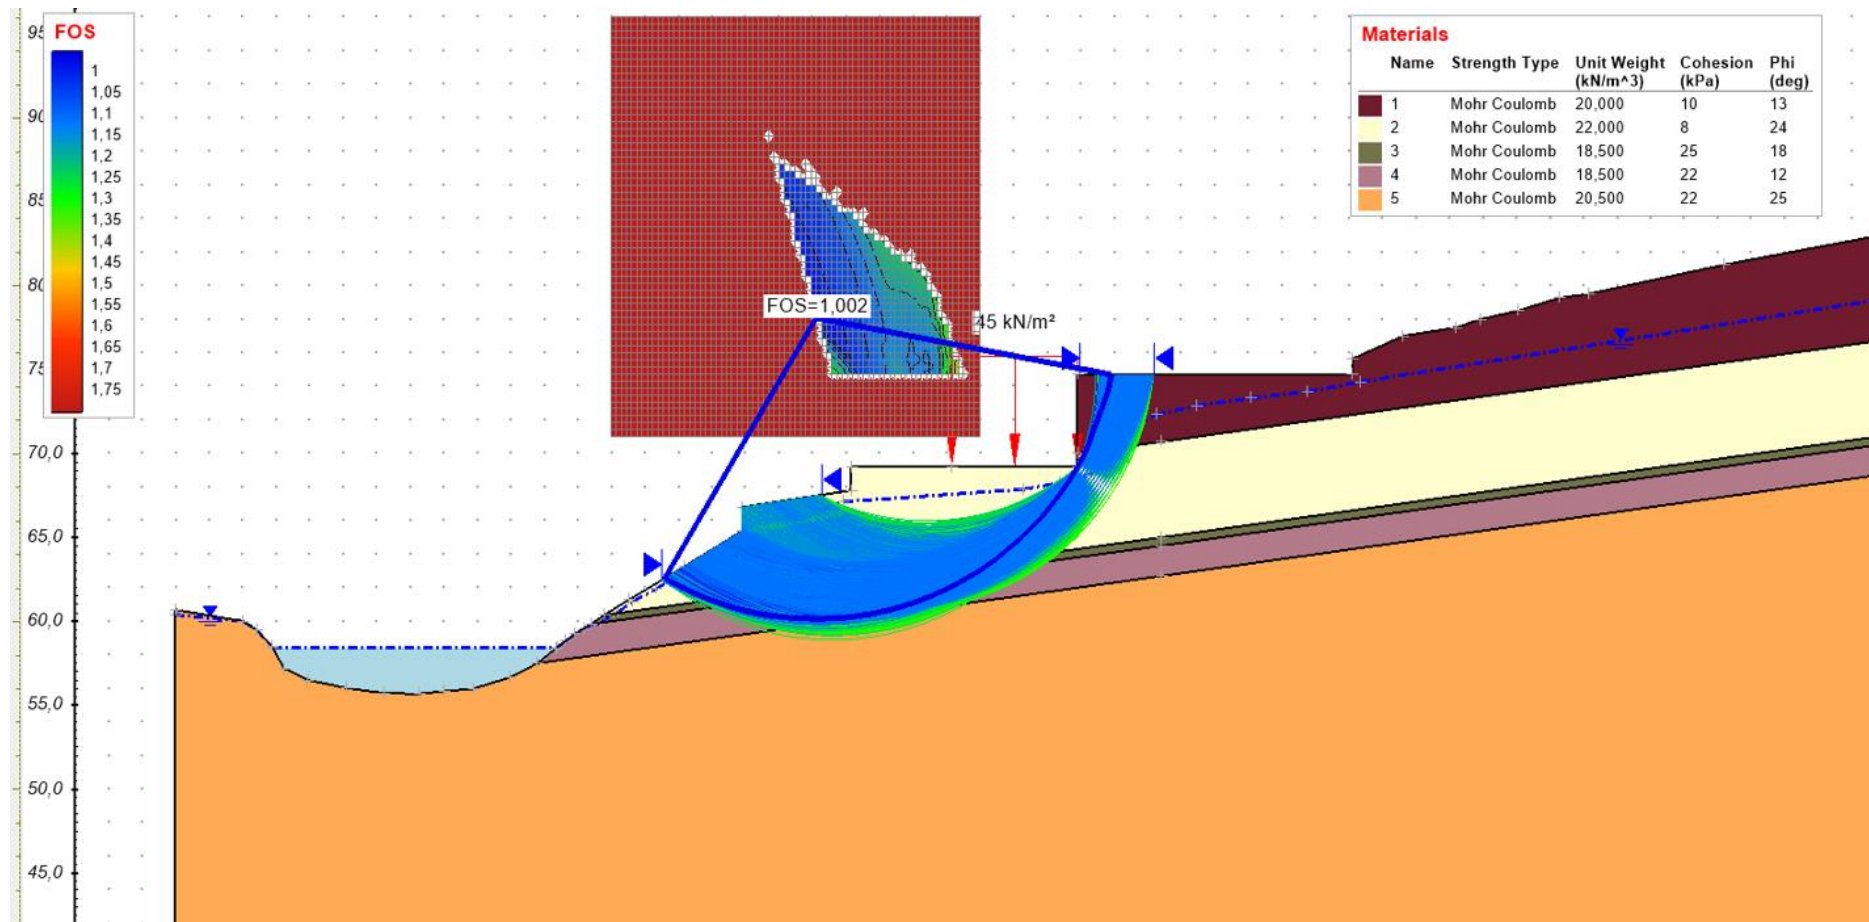 FOS
1
1,05
1,1
1,15
1,2
1,25
1,3
1,35
1,4
1,45
1,5
1,55
1,6
1,65
1,7
1,75
95
90
85
80
75
70,0
65,0
60,0
55,0
50,0
45,0
FOS=1,002
45 kN/m²
Materials
Name Strength Type Unit Weight (kN/m^3) Cohesion (kPa) Phi (deg)
1 Mohr Coulomb 20,000 10 13
2 Mohr Coulomb 22,000 8 24
3 Mohr Coulomb 18,500 25 18
4 Mohr Coulomb 18,500 22 12
5 Mohr Coulomb 20,500 22 25